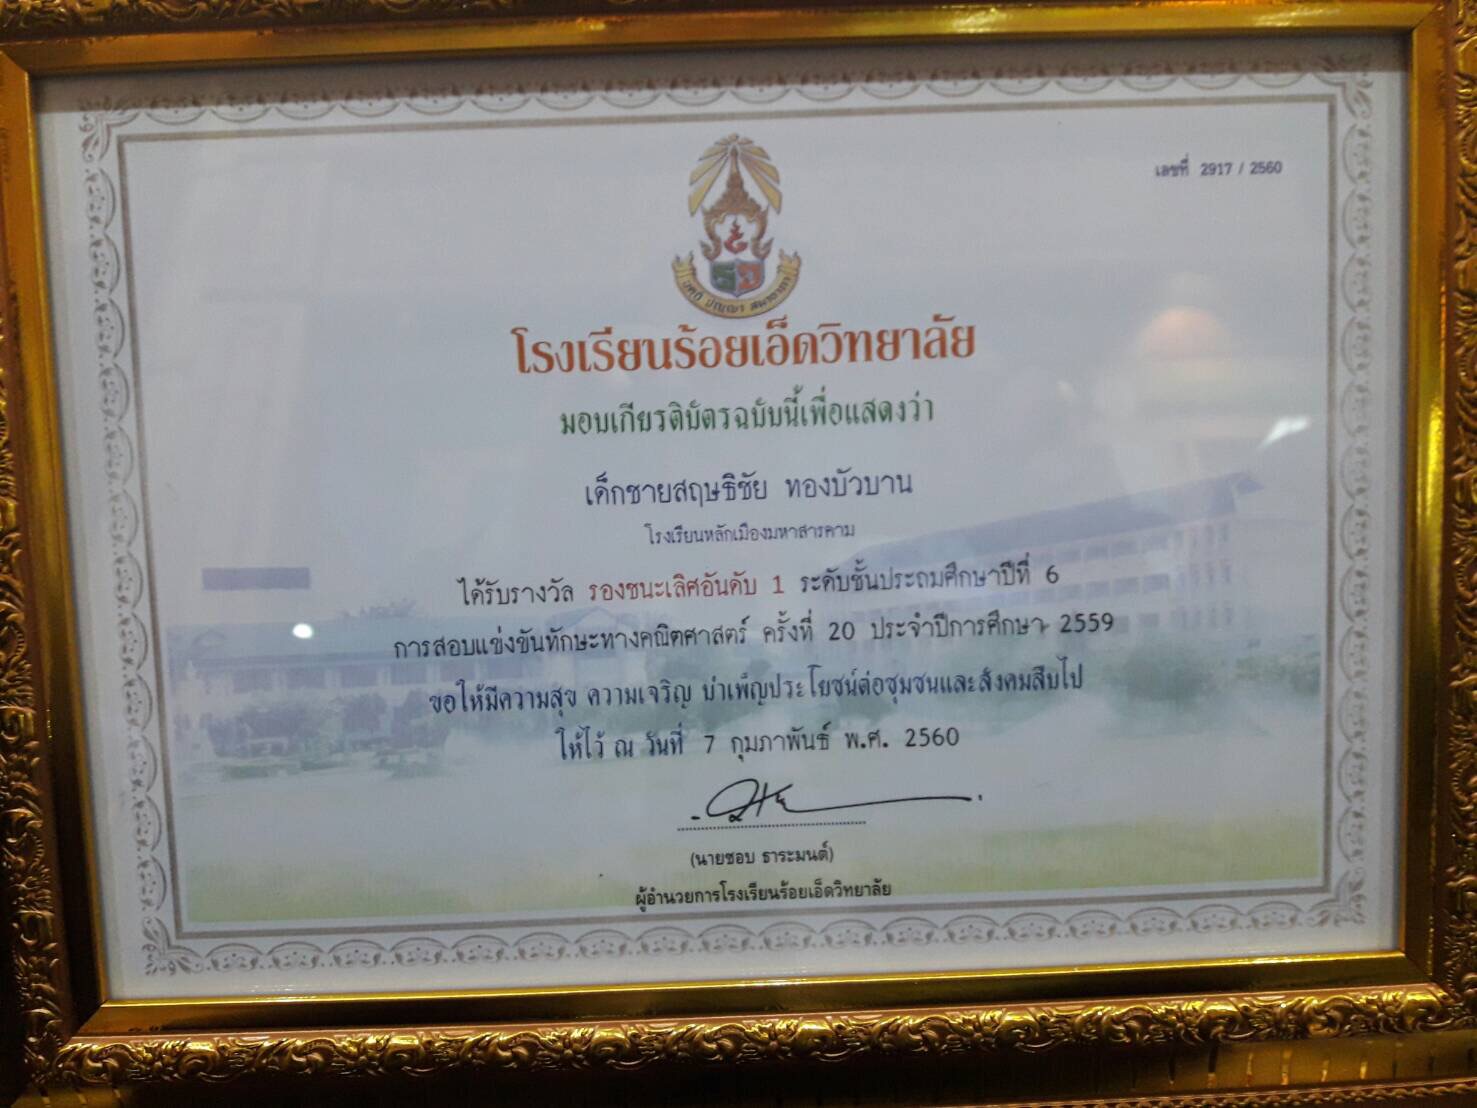 เลขที่ 2917 / 2560
โรงเรียนร้อยเอ็ดวิทยาลัย
มอบเกียรติบัตรฉบับนี้เพื่อแสดงว่า
เด็กชายสฤษธิชัย ทองบัวบาน
โรงเรียนหลักเมืองมหาสารคาม
ได้รับรางวัล รองชนะเลิศอันดับ 1 ระดับชั้นประถมศึกษาปีที่ 6
การสอบแข่งขันทักษะทางคณิตศาสตร์ ครั้งที่ 20 ประจำปีการศึกษา 2559
ขอให้มีความสุข ความเจริญ บำเพ็ญประโยชน์ต่อชุมชนและสังคมสืบไป
ให้ไว้ ณ วันที่ 7 กุมภาพันธ์ พ.ศ. 2560
(นายชอบ ธาระมนต์)
ผู้อำนวยการโรงเรียนร้อยเอ็ดวิทยาลัย